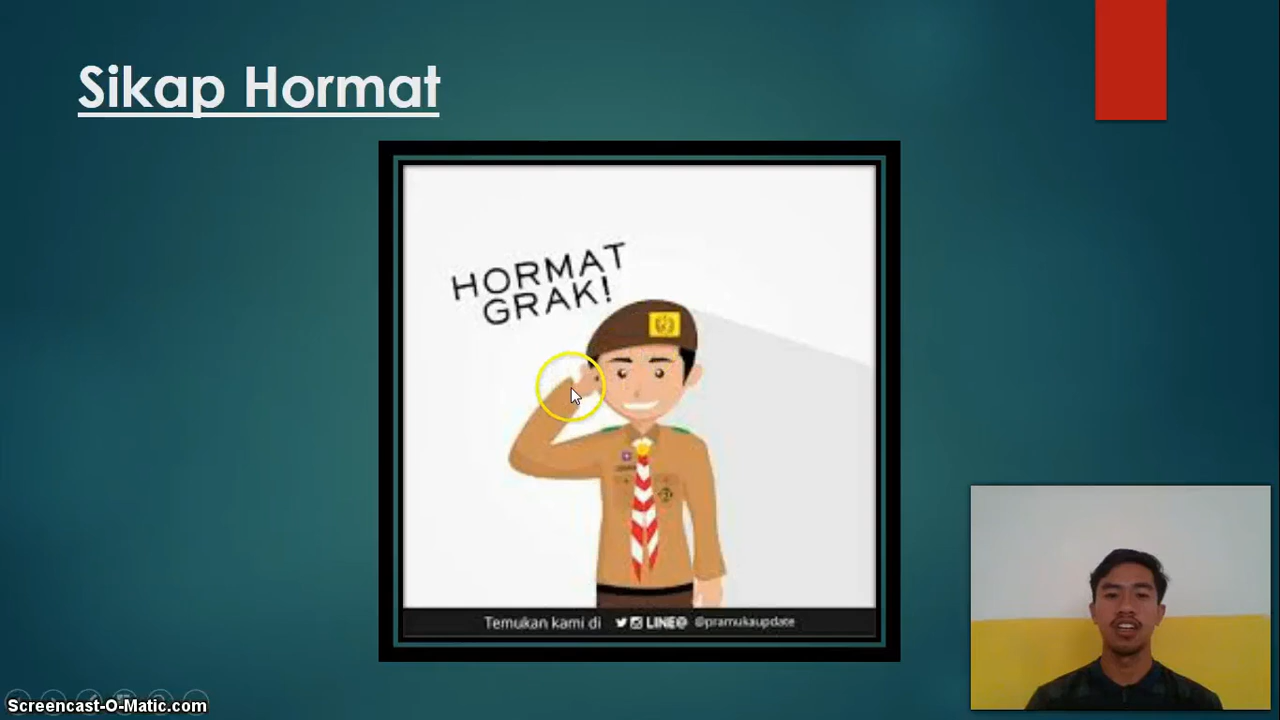 Sikap Hormat
HORMAT
GRAK!
Temukan kami di LINE@ @pramukaupdate
Screencast-O-Matic.com